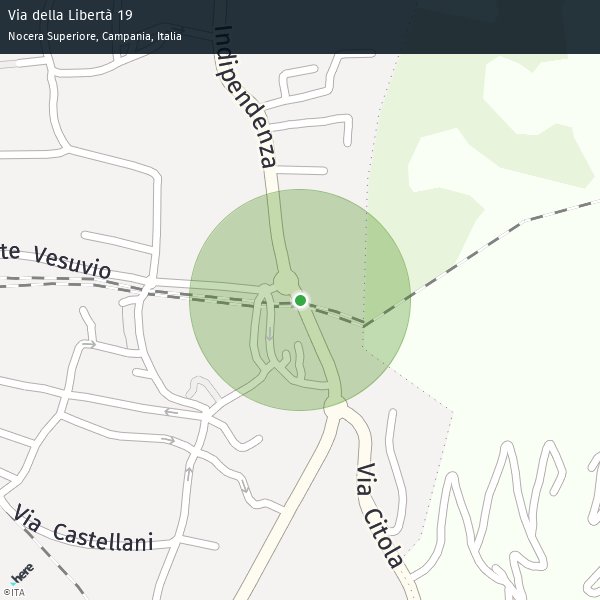 Via della Libertà 19
Nocera Superiore, Campania, Italia
Indipendenza
te Vesuvio
Via Citola
Via Castellani
here
©ITA